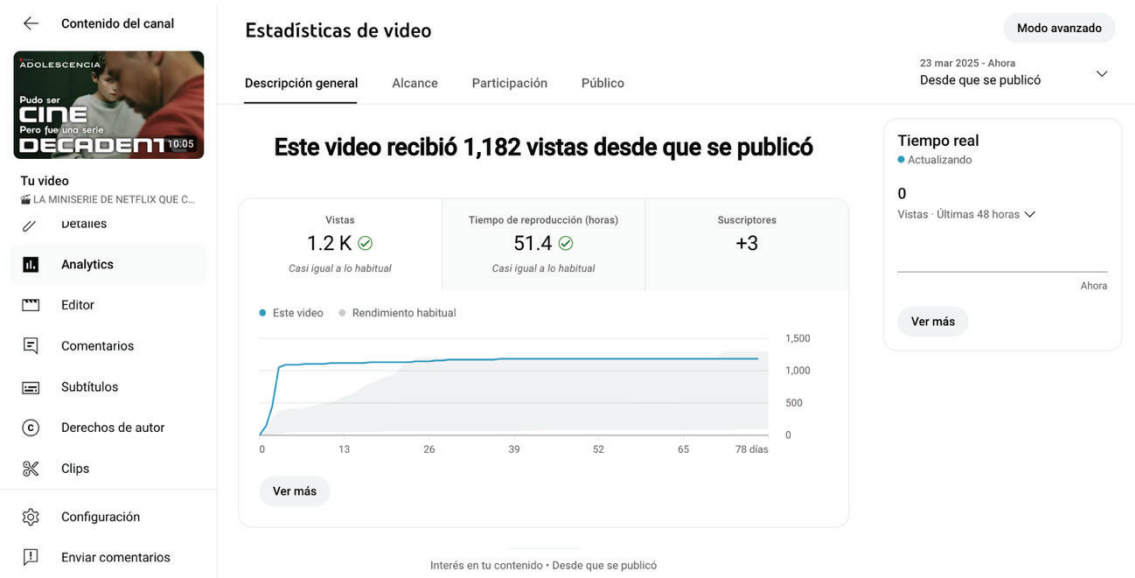 Contenido del canal
ADOLESCENCIA
Pudo ser
CINE
Pero fue una serie
DECADENT
10:05
Tu video
LA MINISERIE DE NETFLIX QUE C...
Detalles
Analytics
Editor
Comentarios
Subtítulos
Derechos de autor
Clips
Configuración
Enviar comentarios
Estadísticas de video
Modo avanzado
Descripción general Alcance Participación Público
23 mar 2025 - Ahora
Desde que se publicó
Este video recibió 1,182 vistas desde que se publicó
Vistas
1.2 K
Casi igual a lo habitual
Tiempo de reproducción (horas)
51.4
Casi igual a lo habitual
Suscriptores
+3
Este video Rendimiento habitual
1,500
1,000
500
0
0 13 26 39 52 65 78 días
Ver más
Interés en tu contenido • Desde que se publicó
Tiempo real
Actualizando
0
Vistas · Últimas 48 horas
Ahora
Ver más